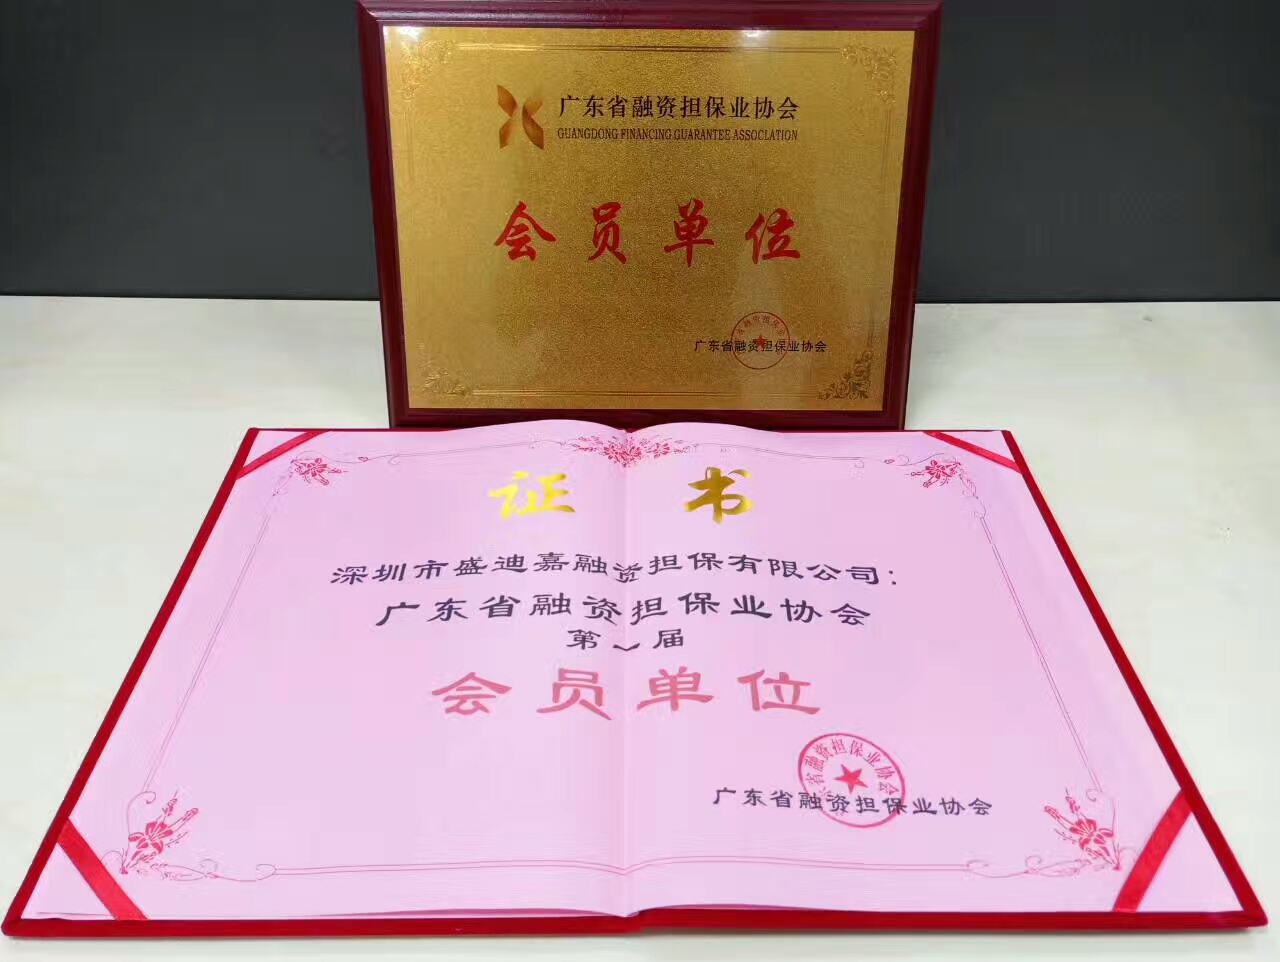 广东省融资担保业协会
GUANGDONG FINANCING GUARANTEE ASSOCLATION
会员单位
广东省融资担保业协会
证书
深圳市盛迪嘉融资担保有限公司：
广东省融资担保业协会
第一届
会员单位
广东省融资担保业协会